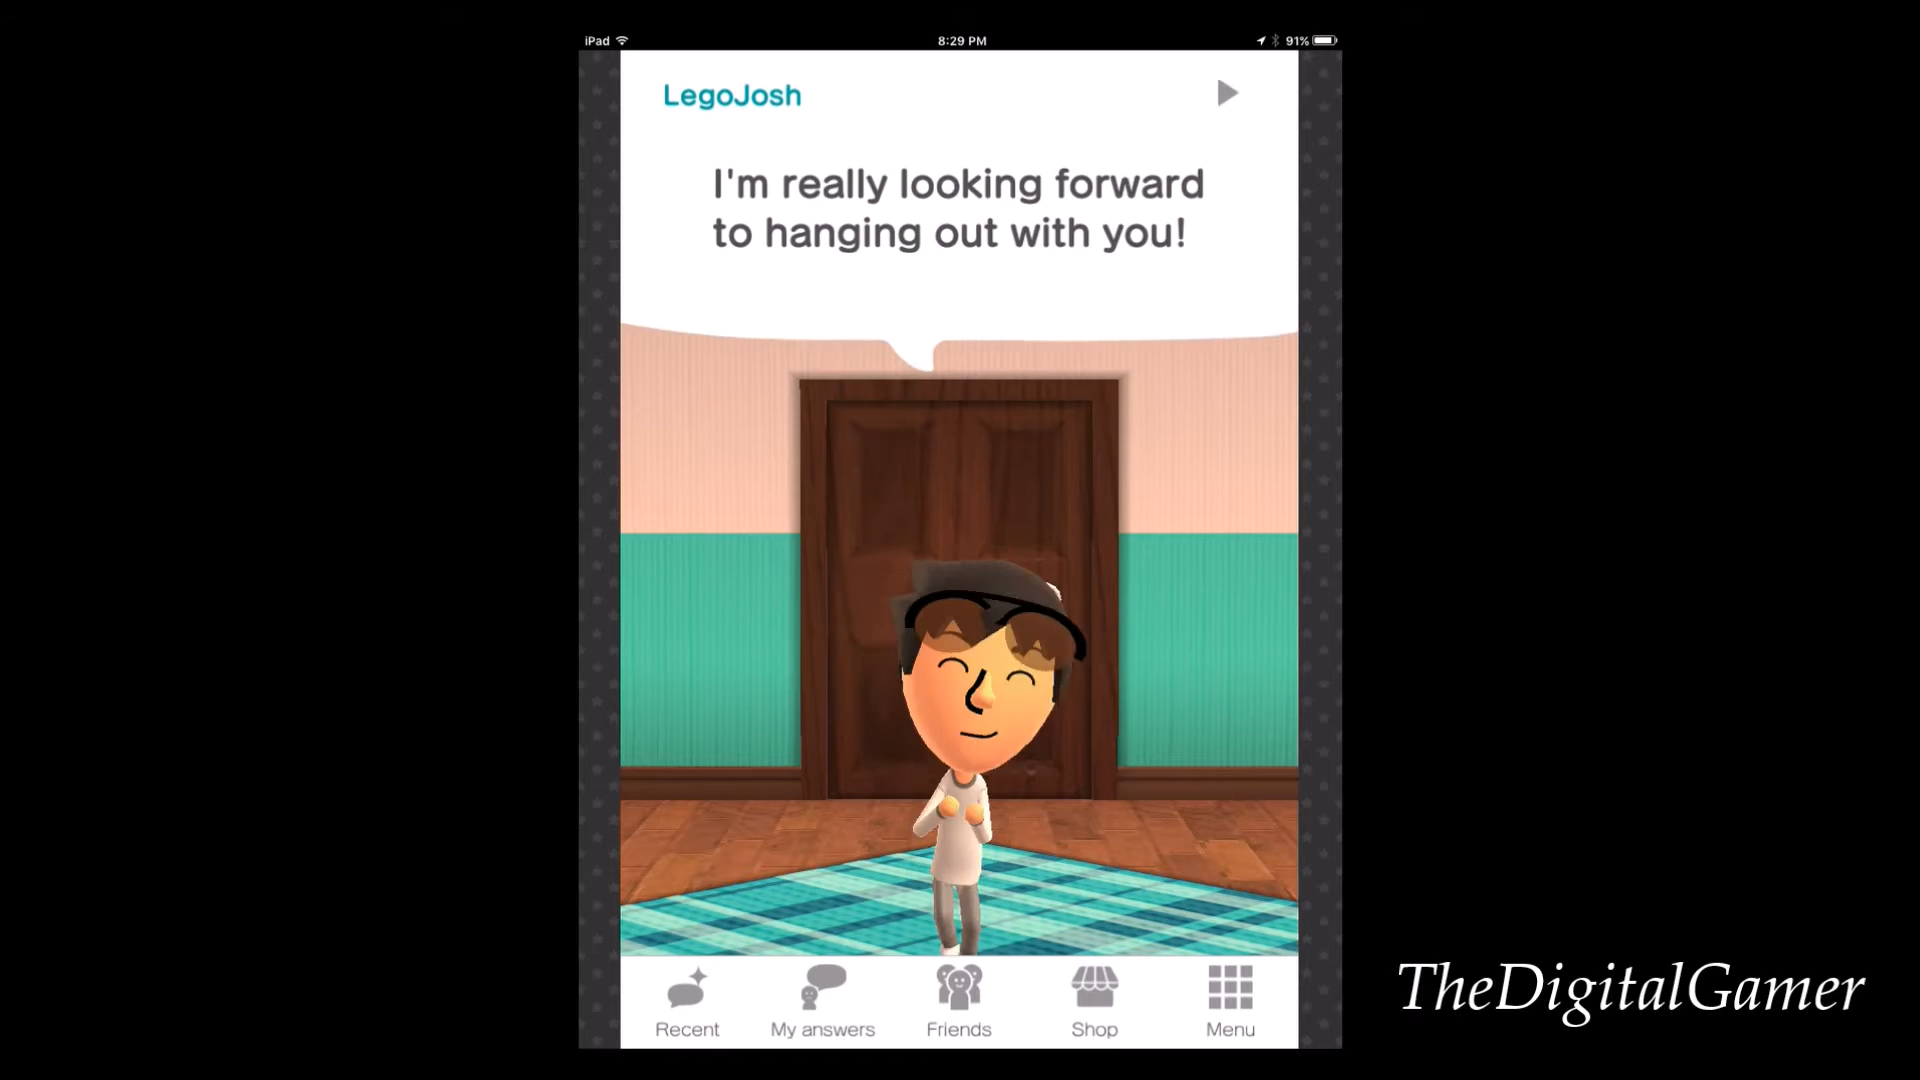 iPad 8:29 PM 91%
LegoJosh
I'm really looking forward
to hanging out with you!
Recent My answers Friends Shop Menu
TheDigitalGamer